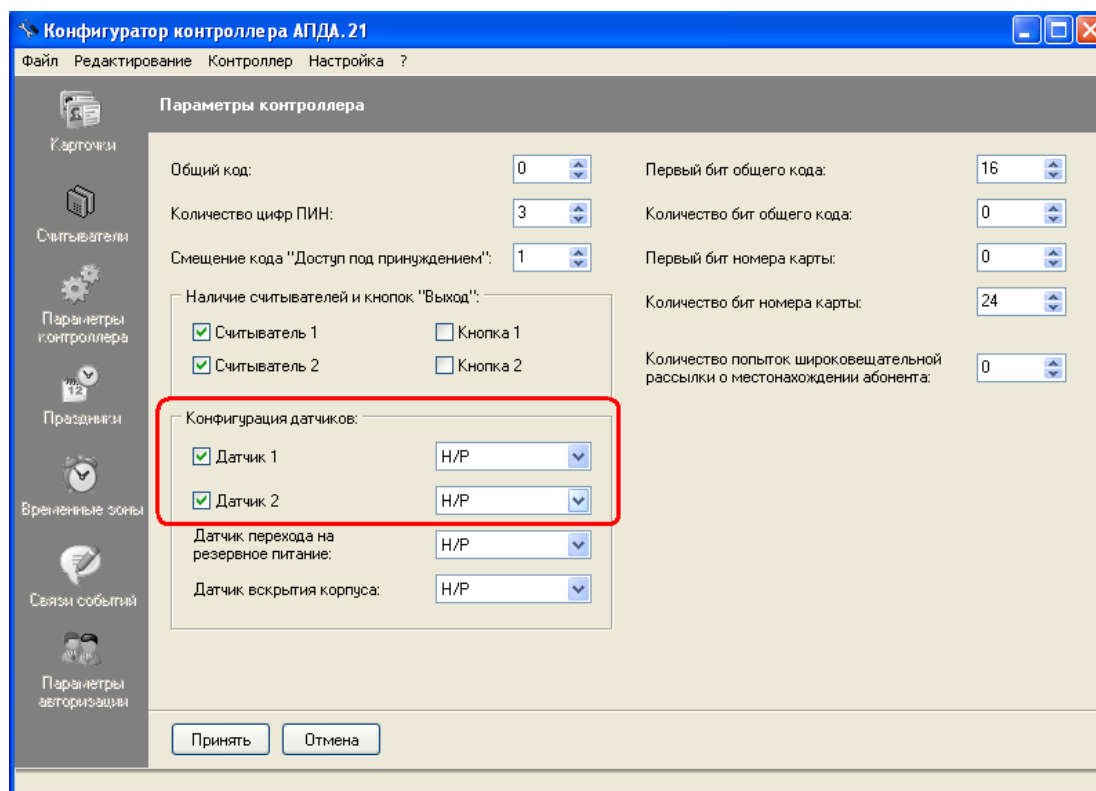 Конфигуратор контроллера АПДА.21
Файл Редактирование Контроллер Настройка ?
Карточки
Считыватели
Параметры
контроллера
Праздники
Временные зоны
Связи событий
Параметры
авторизации
Параметры контроллера
Общий код: 0
Количество цифр ПИН: 3
Смещение кода "Доступ под принуждением": 1
Наличие считывателей и кнопок "Выход":
Считыватель 1 Кнопка 1
Считыватель 2 Кнопка 2
Конфигурация датчиков:
Датчик 1 Н/Р
Датчик 2 Н/Р
Датчик перехода на
резервное питание: Н/Р
Датчик вскрытия корпуса: Н/Р
Первый бит общего кода: 16
Количество бит общего кода: 0
Первый бит номера карты: 0
Количество бит номера карты: 24
Количество попыток широковещательной
рассылки о местонахождении абонента: 0
Принять Отмена